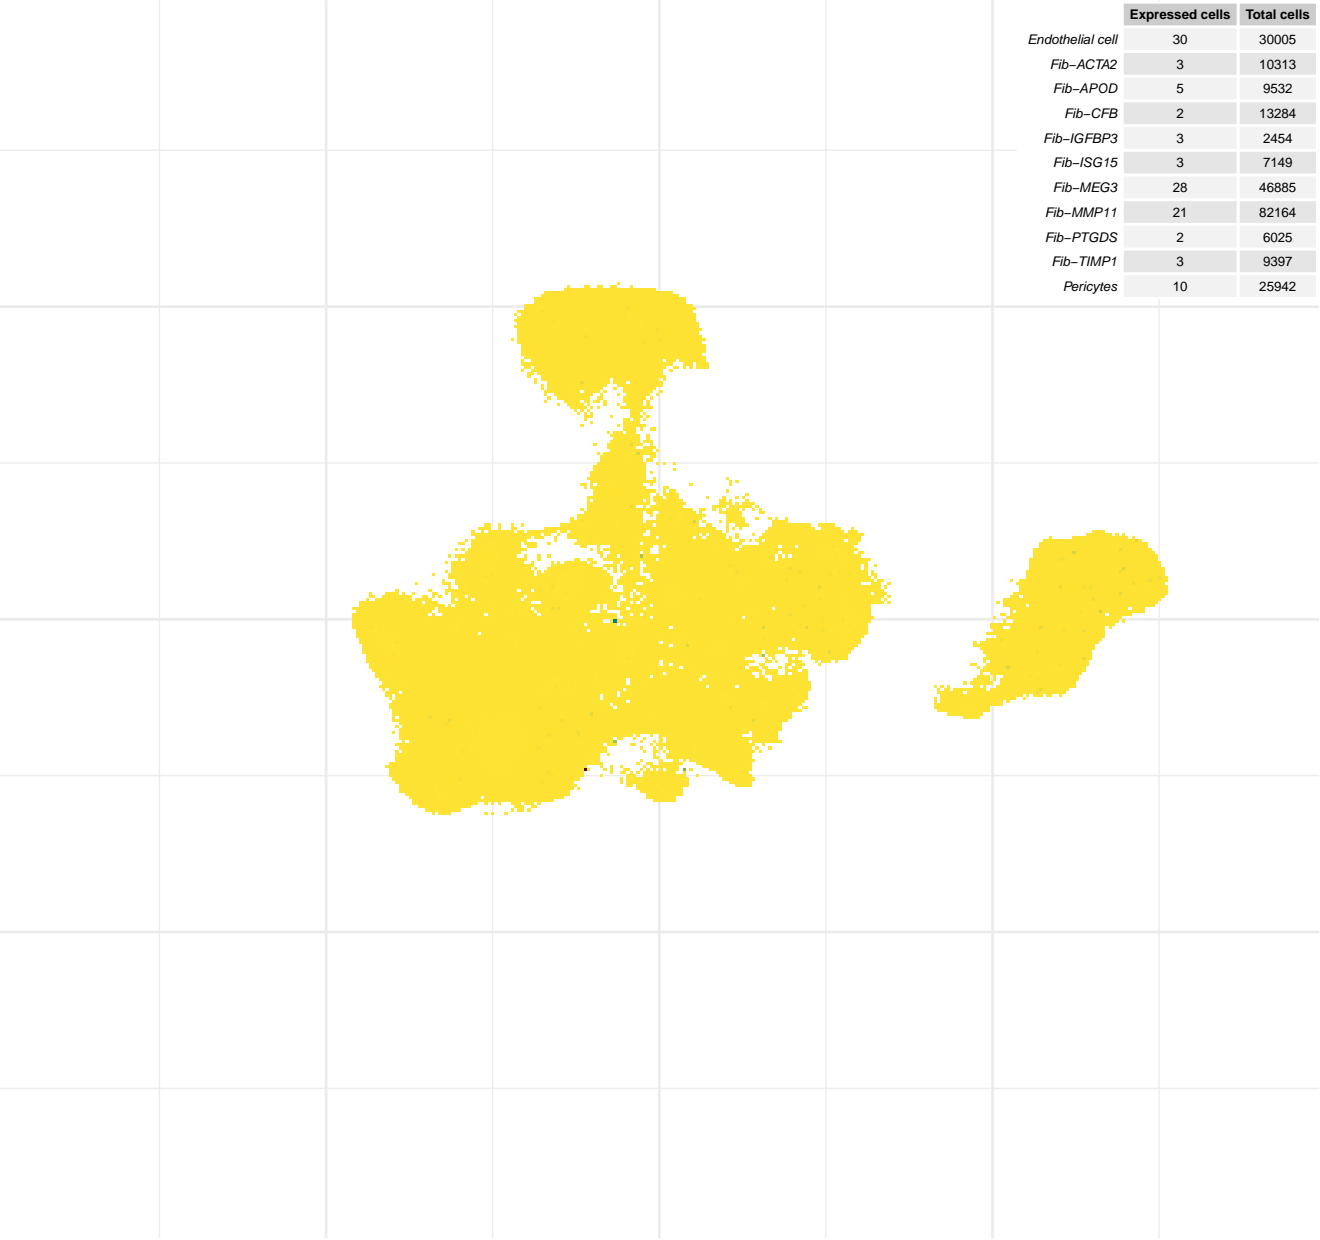 Expressed cells Total cells
Endothelial cell 30 30005
Fib−ACTA2 3 10313
Fib−APOD 5 9532
Fib−CFB 2 13284
Fib−IGFBP3 3 2454
Fib−ISG15 3 7149
Fib−MEG3 28 46885
Fib−MMP11 21 82164
Fib−PTGDS 2 6025
Fib−TIMP1 3 9397
Pericytes 10 25942